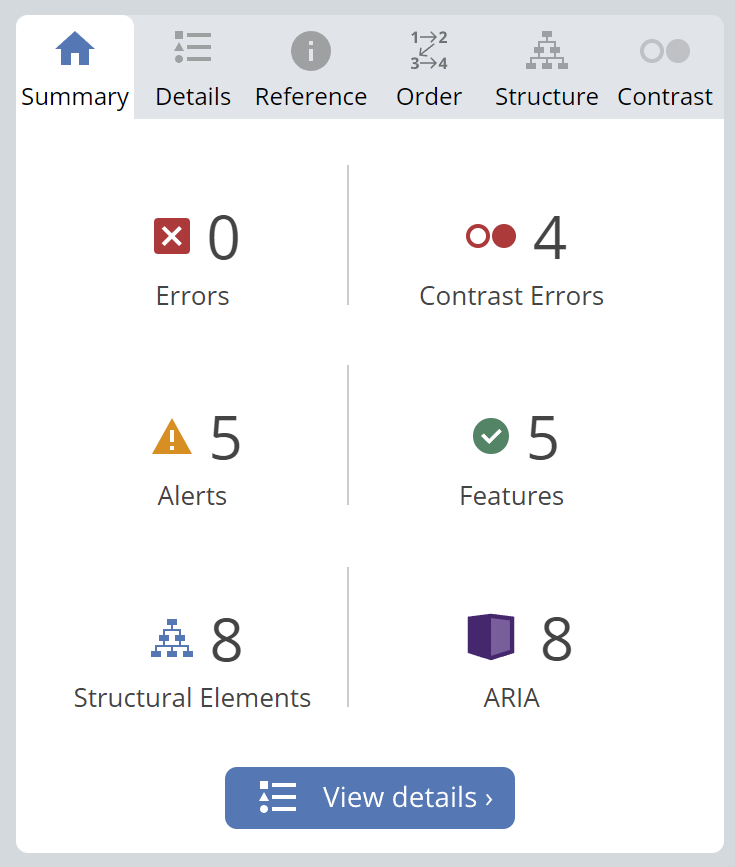 1→2
3→4
Summary Details Reference Order Structure Contrast
0 4
Errors Contrast Errors
5 5
Alerts Features
8 8
Structural Elements ARIA
View details ›